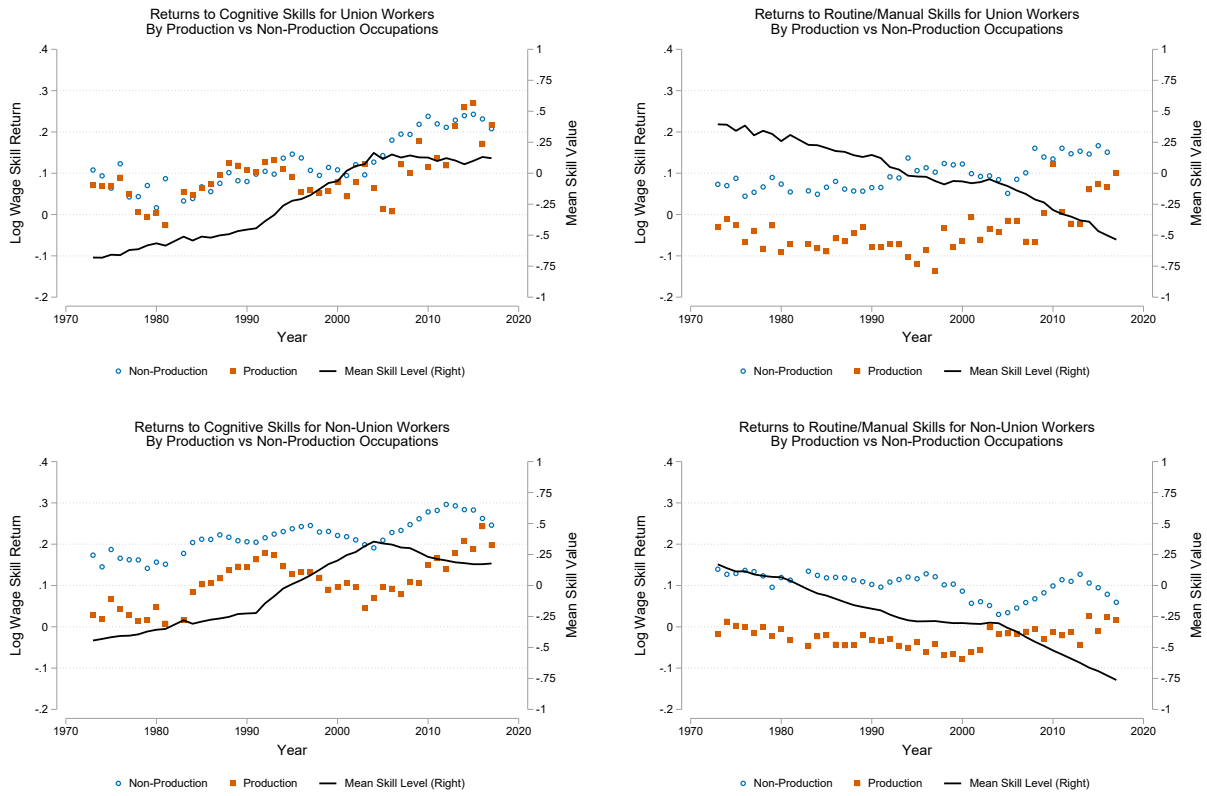 Returns to Cognitive Skills for Union Workers
By Production vs Non-Production Occupations
.4
.3
.2
.1
0
-.1
-.2
Log Wage Skill Return
1
.75
.5
.25
0
-.25
-.5
-.75
-1
Mean Skill Value
1970 1980 1990 2000 2010 2020
Year
Non-Production Production Mean Skill Level (Right)
Returns to Routine/Manual Skills for Union Workers
By Production vs Non-Production Occupations
.4
.3
.2
.1
0
-.1
-.2
Log Wage Skill Return
1
.75
.5
.25
0
-.25
-.5
-.75
-1
Mean Skill Value
1970 1980 1990 2000 2010 2020
Year
Non-Production Production Mean Skill Level (Right)
Returns to Cognitive Skills for Non-Union Workers
By Production vs Non-Production Occupations
.4
.3
.2
.1
0
-.1
-.2
Log Wage Skill Return
1
.75
.5
.25
0
-.25
-.5
-.75
-1
Mean Skill Value
1970 1980 1990 2000 2010 2020
Year
Non-Production Production Mean Skill Level (Right)
Returns to Routine/Manual Skills for Non-Union Workers
By Production vs Non-Production Occupations
.4
.3
.2
.1
0
-.1
-.2
Log Wage Skill Return
1
.75
.5
.25
0
-.25
-.5
-.75
-1
Mean Skill Value
1970 1980 1990 2000 2010 2020
Year
Non-Production Production Mean Skill Level (Right)